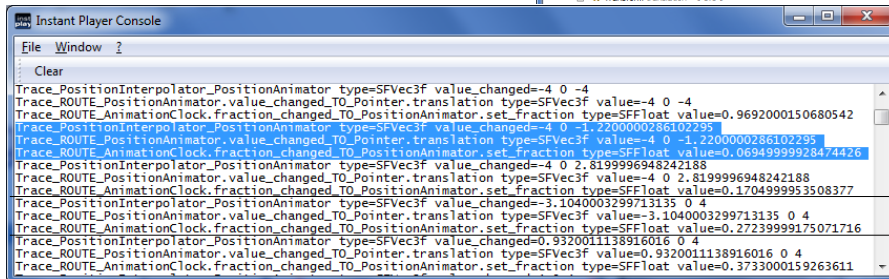 Instant Player Console
File Window ?
Clear
Trace_PositionInterpolator_PositionAnimator type=SFVec3f value_changed=-4 0 -4
Trace_ROUTE_PositionAnimator.value_changed_TO_Pointer.translation type=SFVec3f value=-4 0 -4
Trace_ROUTE_AnimationClock.fraction_changed_TO_PositionAnimator.set_fraction type=SFFloat value=0.9692000150680542
Trace_PositionInterpolator_PositionAnimator type=SFVec3f value_changed=-4 0 -1.2200000286102295
Trace_ROUTE_PositionAnimator.value_changed_TO_Pointer.translation type=SFVec3f value=-4 0 -1.2200000286102295
Trace_ROUTE_AnimationClock.fraction_changed_TO_PositionAnimator.set_fraction type=SFFloat value=0.06949999928474426
Trace_PositionInterpolator_PositionAnimator type=SFVec3f value_changed=-4 0 2.8199996948242188
Trace_ROUTE_PositionAnimator.value_changed_TO_Pointer.translation type=SFVec3f value=-4 0 2.8199996948242188
Trace_ROUTE_AnimationClock.fraction_changed_TO_PositionAnimator.set_fraction type=SFFloat value=0.1704999953508377
Trace_PositionInterpolator_PositionAnimator type=SFVec3f value_changed=-3.1040003299713135 0 4
Trace_ROUTE_PositionAnimator.value_changed_TO_Pointer.translation type=SFVec3f value=-3.1040003299713135 0 4
Trace_ROUTE_AnimationClock.fraction_changed_TO_PositionAnimator.set_fraction type=SFFloat value=0.27239999175071716
Trace_PositionInterpolator_PositionAnimator type=SFVec3f value_changed=0.9320011138916016 0 4
Trace_ROUTE_PositionAnimator.value_changed_TO_Pointer.translation type=SFVec3f value=0.9320011138916016 0 4
Trace_ROUTE_AnimationClock.fraction_changed_TO_PositionAnimator.set_fraction type=SFFloat value=0.3733000159263611